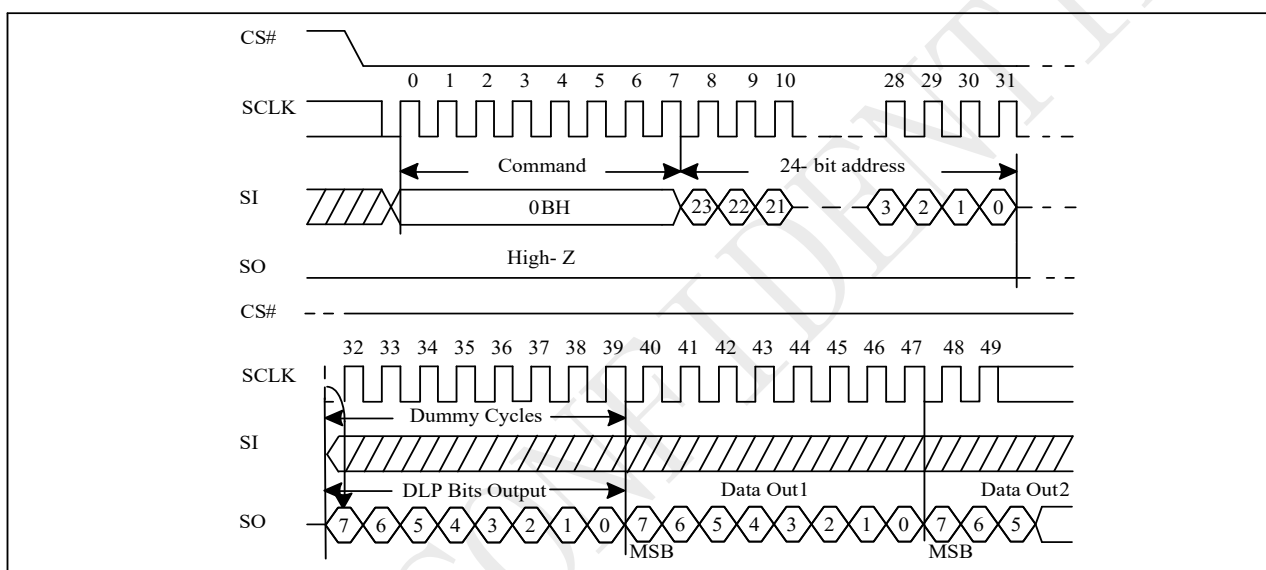 CS#
0 1 2 3 4 5 6 7 8 9 10 28 29 30 31
SCLK
Command 24- bit address
SI 0BH 23 22 21 3 2 1 0
High- Z
SO
CS#
32 33 34 35 36 37 38 39 40 41 42 43 44 45 46 47 48 49
SCLK
Dummy Cycles
SI
DLP Bits Output Data Out1 Data Out2
SO 7 6 5 4 3 2 1 0 7 6 5 4 3 2 1 0 7 6 5
MSB MSB